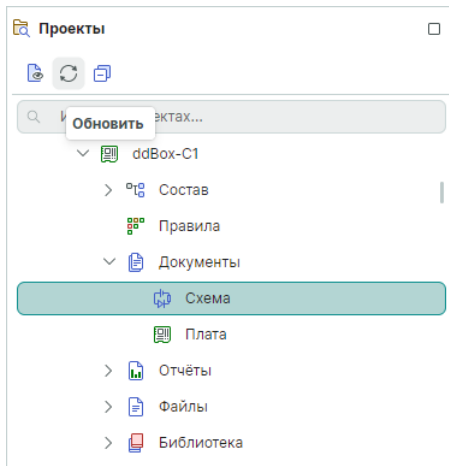 Проекты
Обновить
ектах...
ddBox-C1
Состав
Правила
Документы
Схема
Плата
Отчёты
Файлы
Библиотека